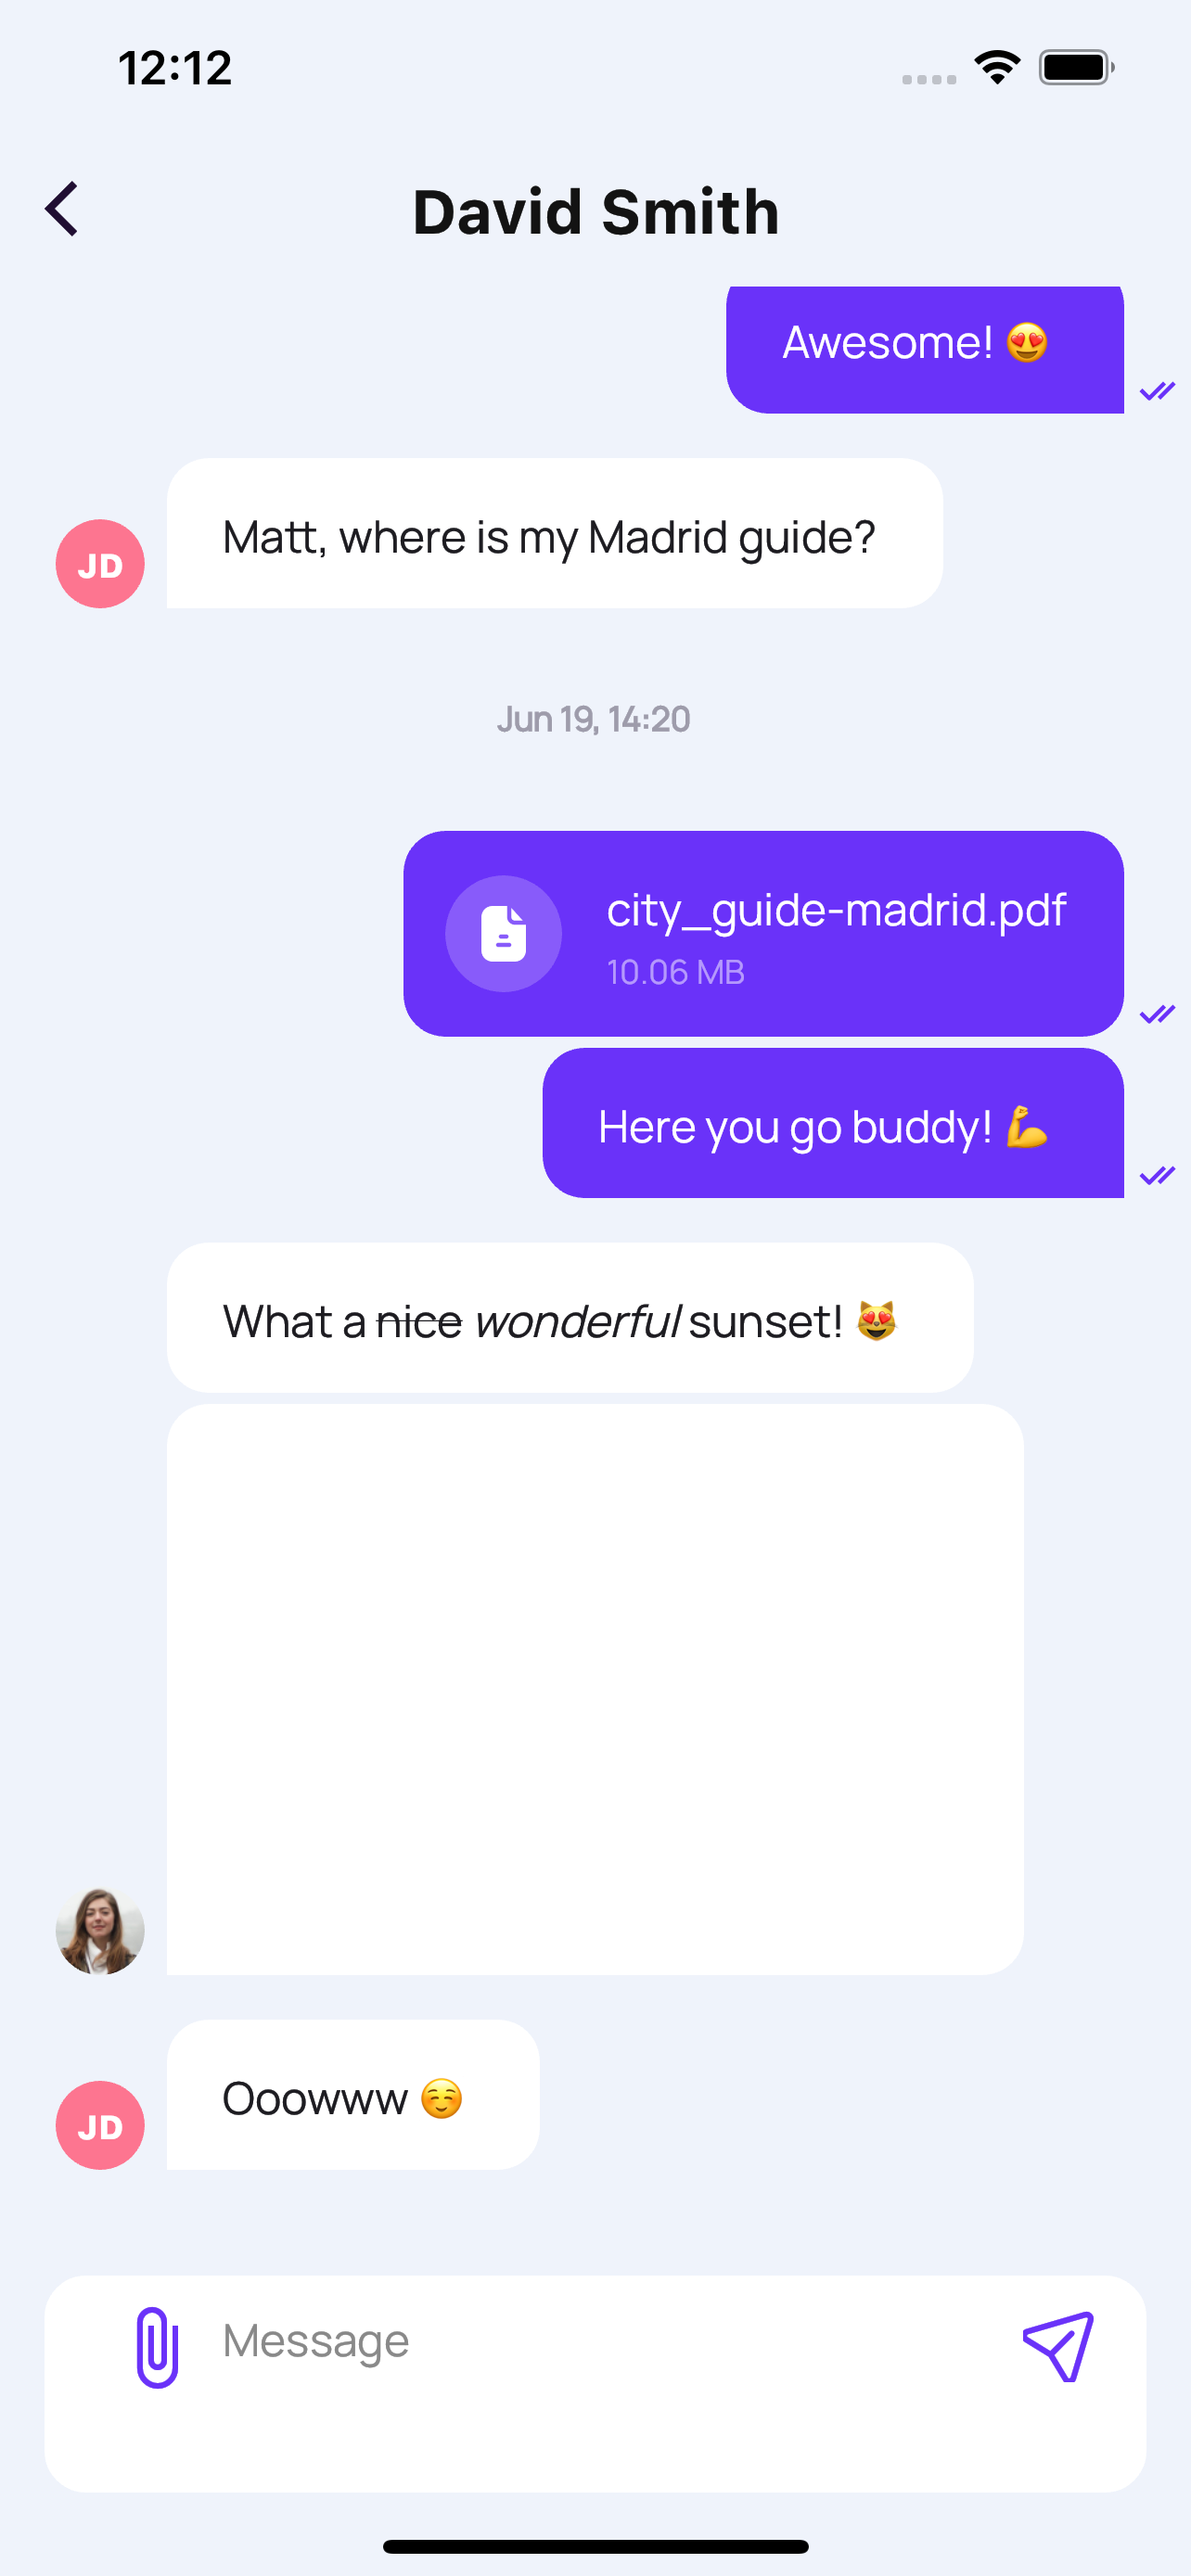 12:12
David Smith
Awesome! 😍
Matt, where is my Madrid guide?
JD
Jun 19, 14:20
city_guide-madrid.pdf
10.06 MB
Here you go buddy! 💪
What a nice wonderful sunset! 😻
Ooowww ☺️
JD
Message